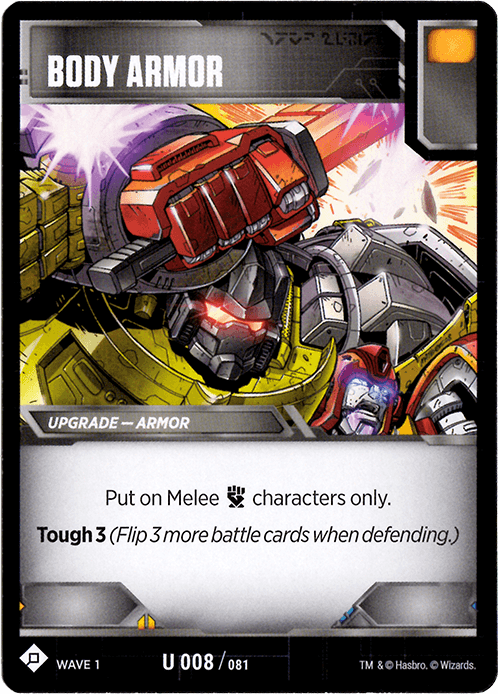 BODY ARMOR
UPGRADE — ARMOR
Put on Melee characters only.
Tough 3 (Flip 3 more battle cards when defending.)
WAVE 1
U 008 / 081
TM & © Hasbro. © Wizards.